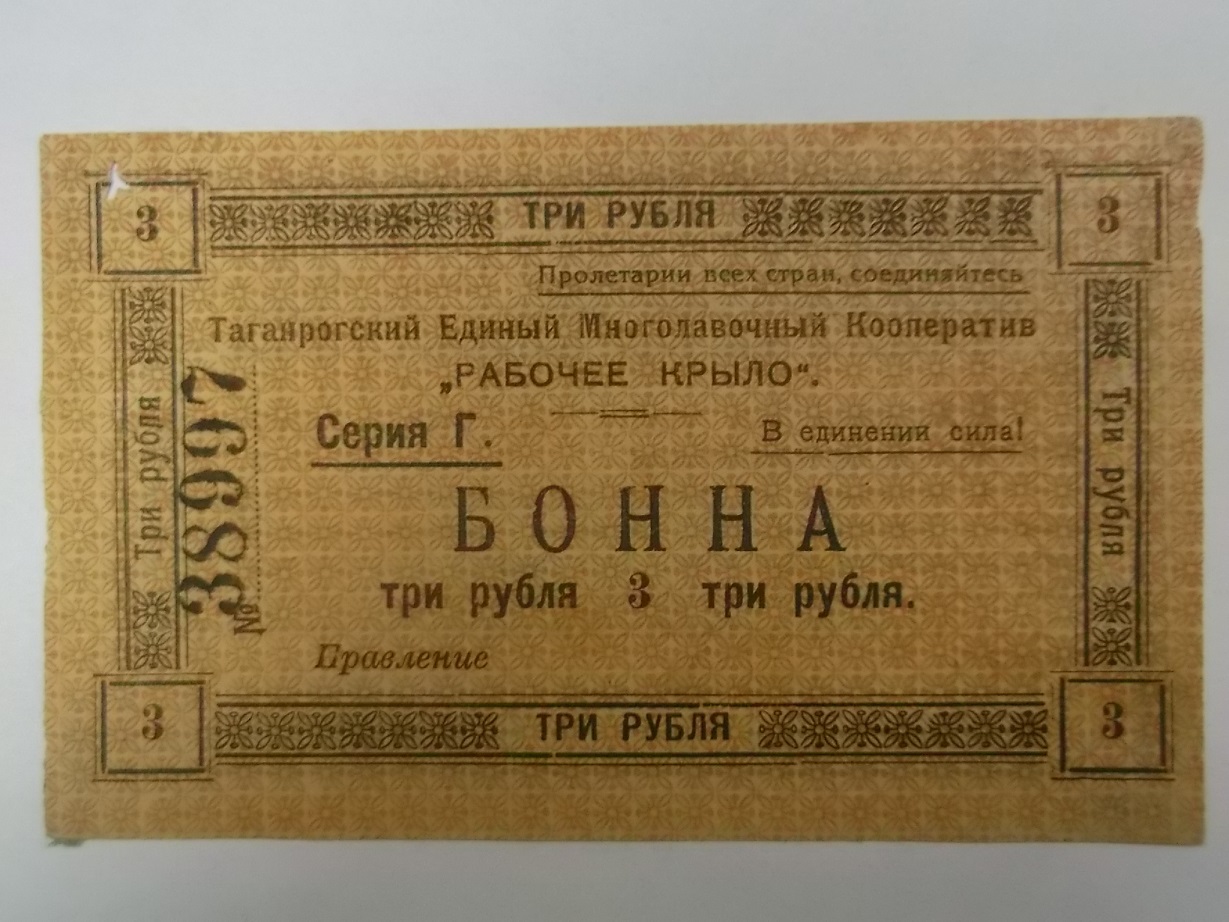 3 ТРИ РУБЛЯ 3
Пролетарии всех стран, соединяйтесь
Таганрогский Единый Многолавочный Кооператив
„РАБОЧЕЕ КРЫЛО“.
Серия Г. В единении сила!
Три рубля
№ 38997
Три рубля
БОННА
три рубля 3 три рубля.
Правление
3 ТРИ РУБЛЯ 3